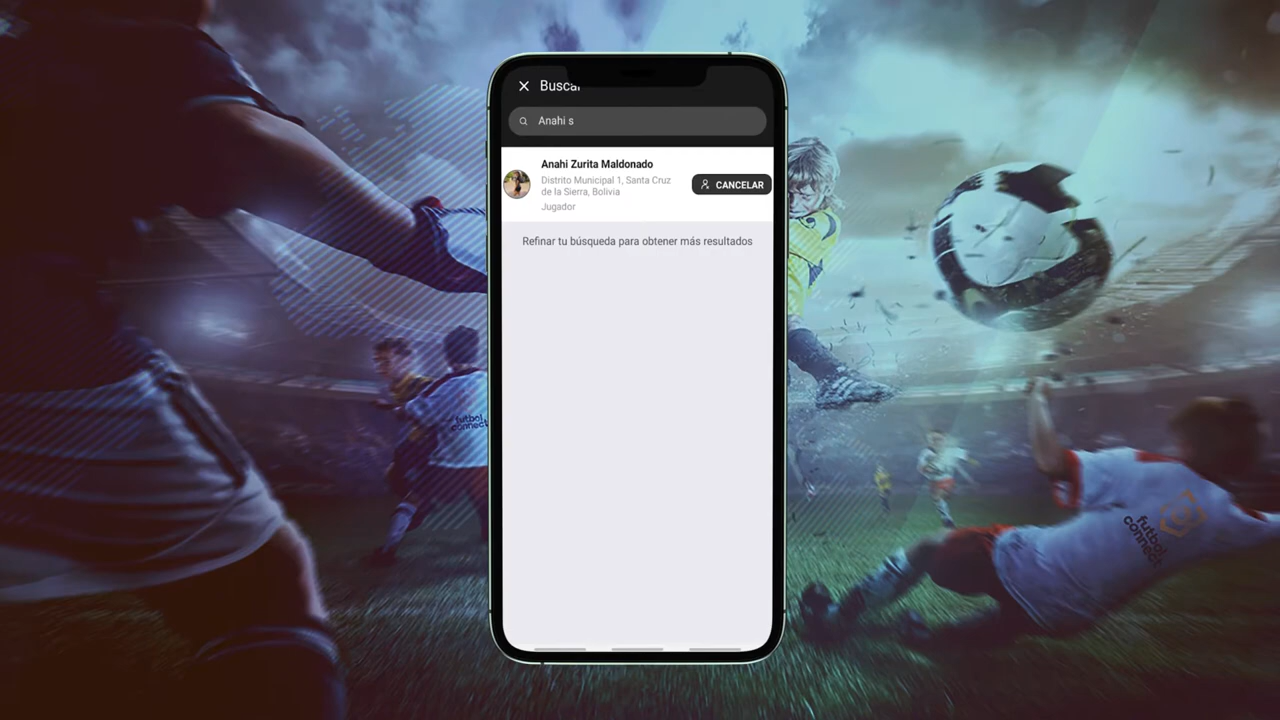 Buscar
Anahi s
Anahi Zurita Maldonado
Distrito Municipal 1, Santa Cruz
de la Sierra, Bolivia
CANCELAR
Jugador
Refinar tu búsqueda para obtener más resultados
futbol
connect
futbol
connect